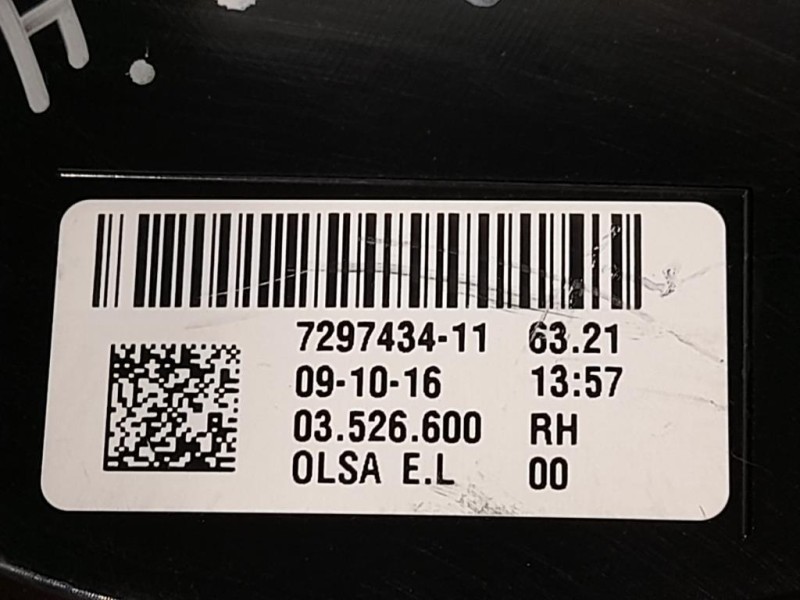 H.
7297434-11 63.21
09-10-16 13:57
03.526.600 RH
OLSA E.L 00